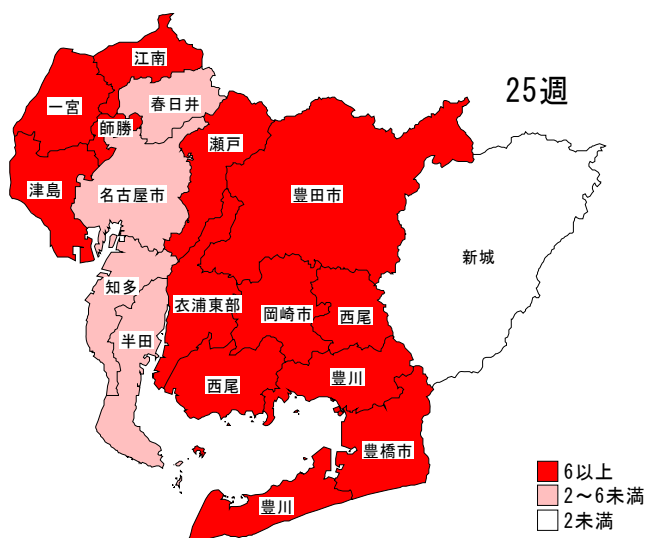 江南
25週
春日井
一宮
師勝
瀬戸
津島
名古屋市
豊田市
新城
知多
衣浦東部
岡崎市
西尾
半田
西尾
豊川
豊橋市
豊川
6以上
2～6未満
2未満